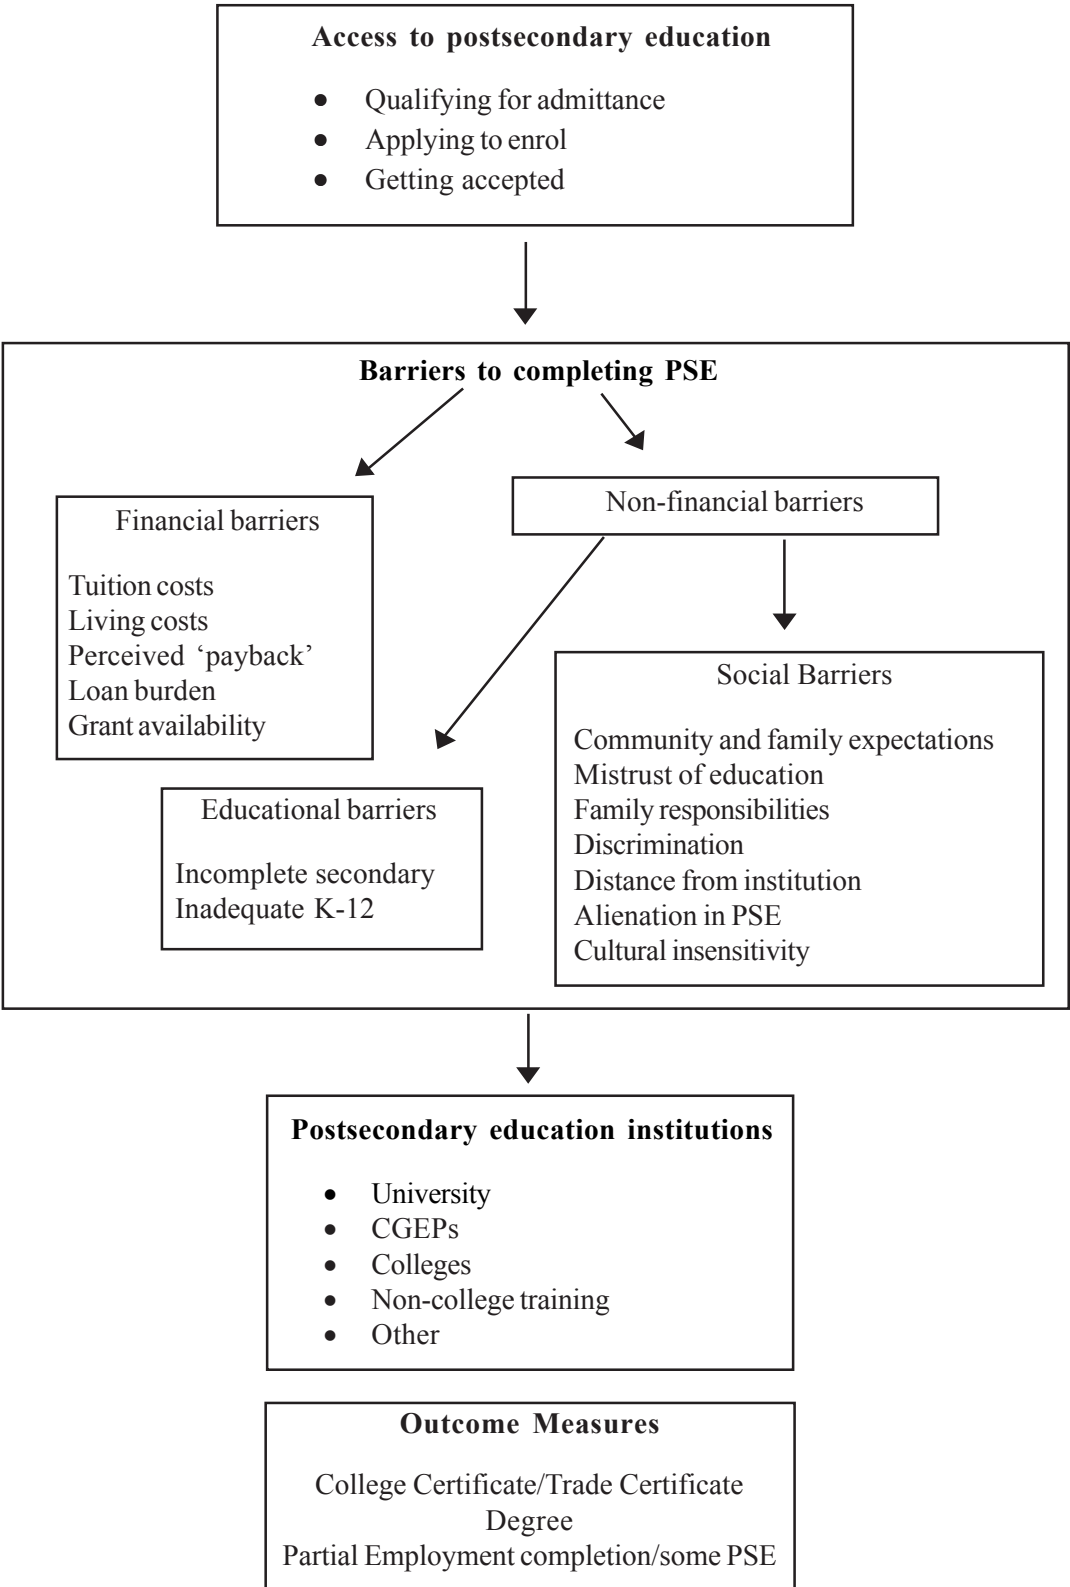 Access to postsecondary education
● Qualifying for admittance
● Applying to enrol
● Getting accepted
Barriers to completing PSE
Financial barriers
Tuition costs
Living costs
Perceived ‘payback’
Loan burden
Grant availability
Non-financial barriers
Educational barriers
Incomplete secondary
Inadequate K-12
Social Barriers
Community and family expectations
Mistrust of education
Family responsibilities
Discrimination
Distance from institution
Alienation in PSE
Cultural insensitivity
Postsecondary education institutions
● University
● CGEPs
● Colleges
● Non-college training
● Other
Outcome Measures
College Certificate/Trade Certificate
Degree
Partial Employment completion/some PSE